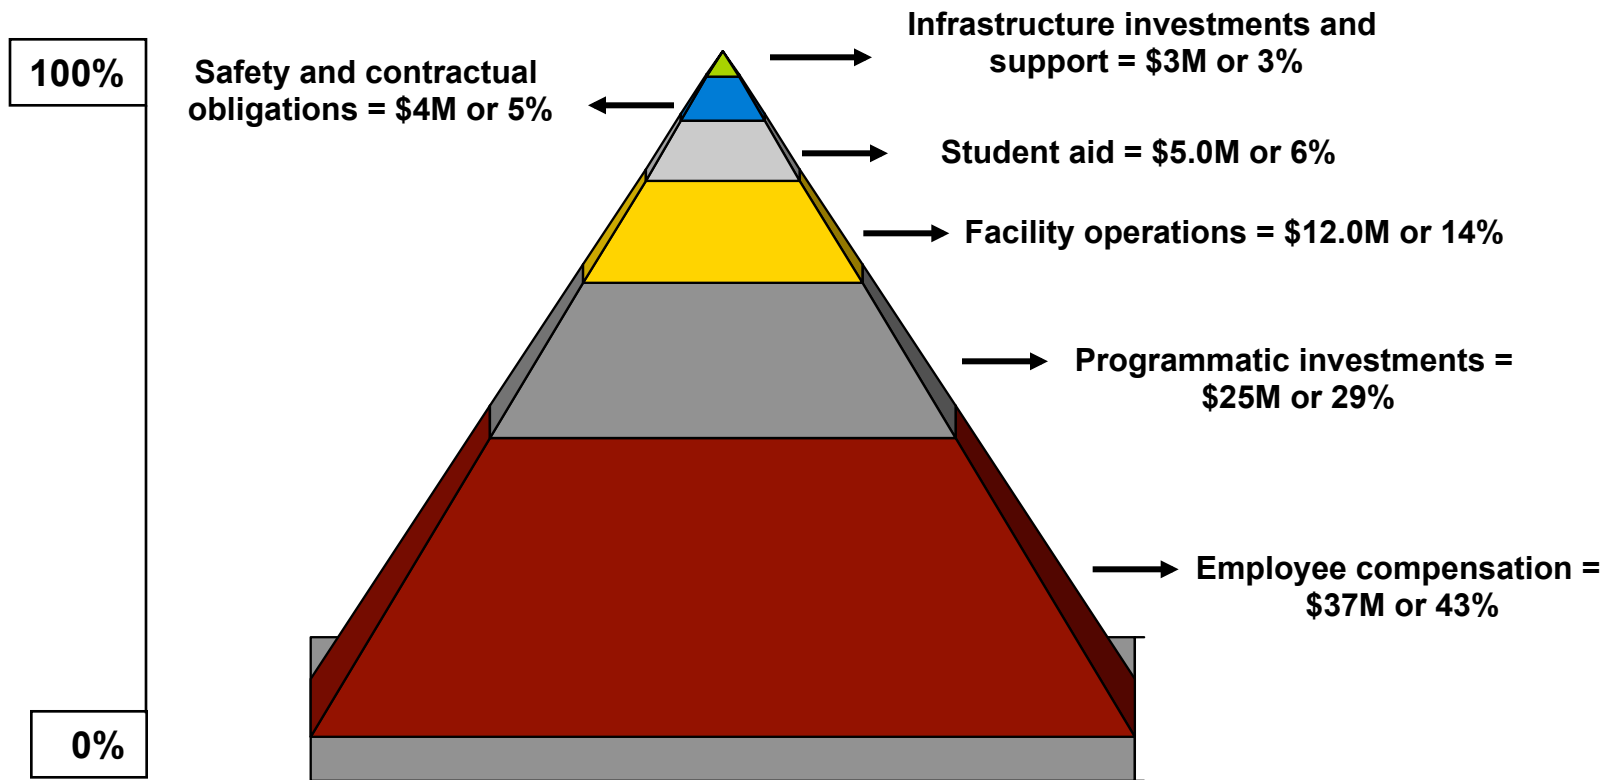 Infrastructure investments and
support = $3M or 3%
100%
Safety and contractual
obligations = $4M or 5%
Student aid = $5.0M or 6%
Facility operations = $12.0M or 14%
Programmatic investments =
$25M or 29%
Employee compensation =
$37M or 43%
0%